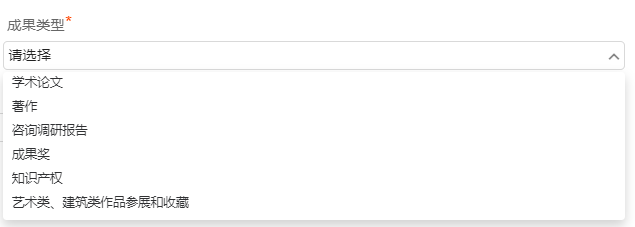 成果类型*
请选择
学术论文
著作
咨询调研报告
成果奖
知识产权
艺术类、建筑类作品参展和收藏